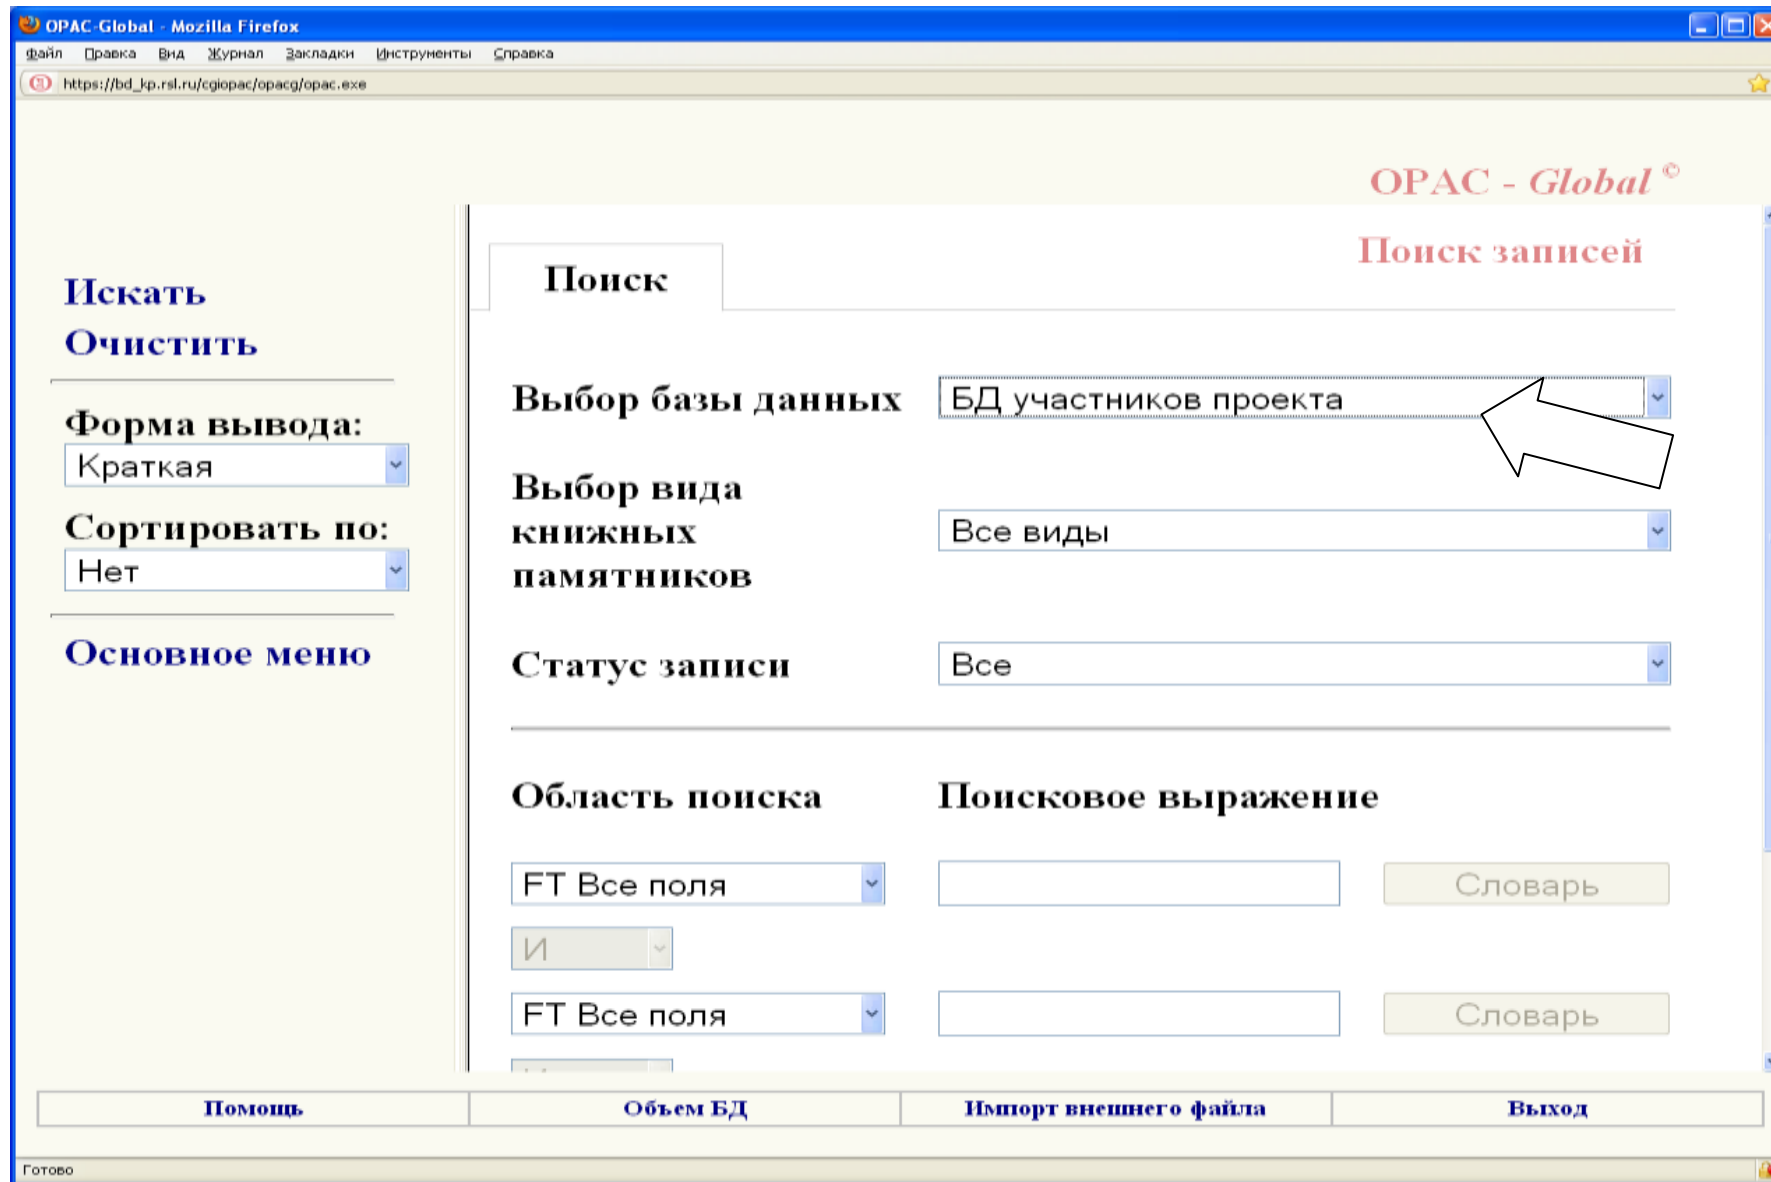 OPAC-Global - Mozilla Firefox
Файл Правка Вид Журнал Закладки Инструменты Справка
https://bd_kp.rsl.ru/cgiopac/opacg/opac.exe
OPAC - Global ©
Поиск записей
Поиск
Искать
Очистить
Форма вывода:
Краткая
Сортировать по:
Нет
Основное меню
Выбор базы данных БД участников проекта
Выбор вида
книжных Все виды
памятников
Статус записи Все
Область поиска Поисковое выражение
FT Все поля Словарь
И
FT Все поля Словарь
Помощь Объем БД Импорт внешнего файла Выход
Готово